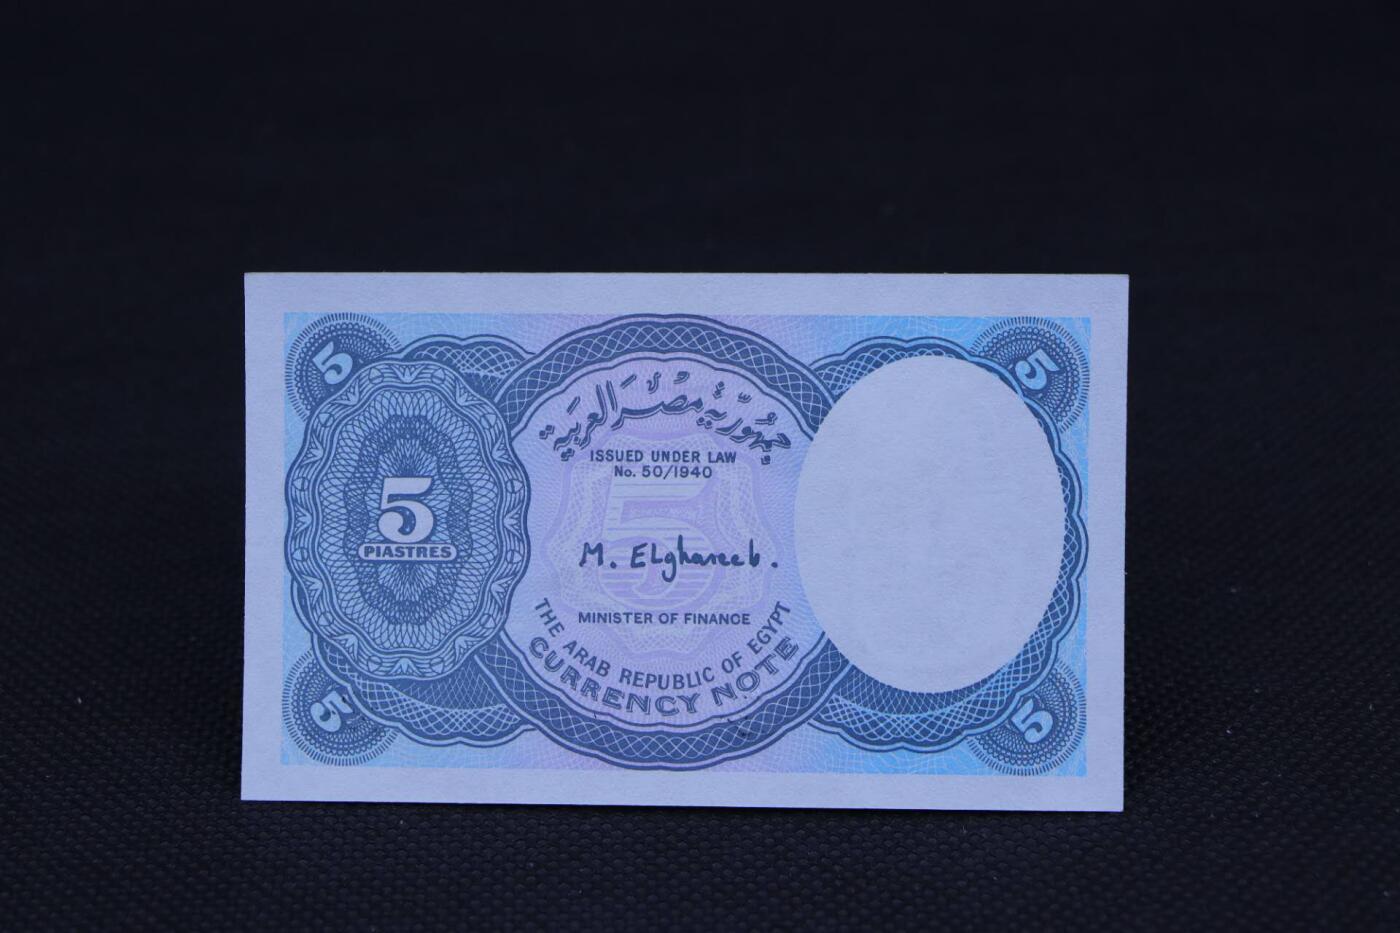 5
5
جمهورية مصر العربية
ISSUED UNDER LAW
No. 50/1940
5
PIASTRES
5
M. ELghareeb.
MINISTER OF FINANCE
THE ARAB REPUBLIC OF EGYPT
CURRENCY NOTE
5
5